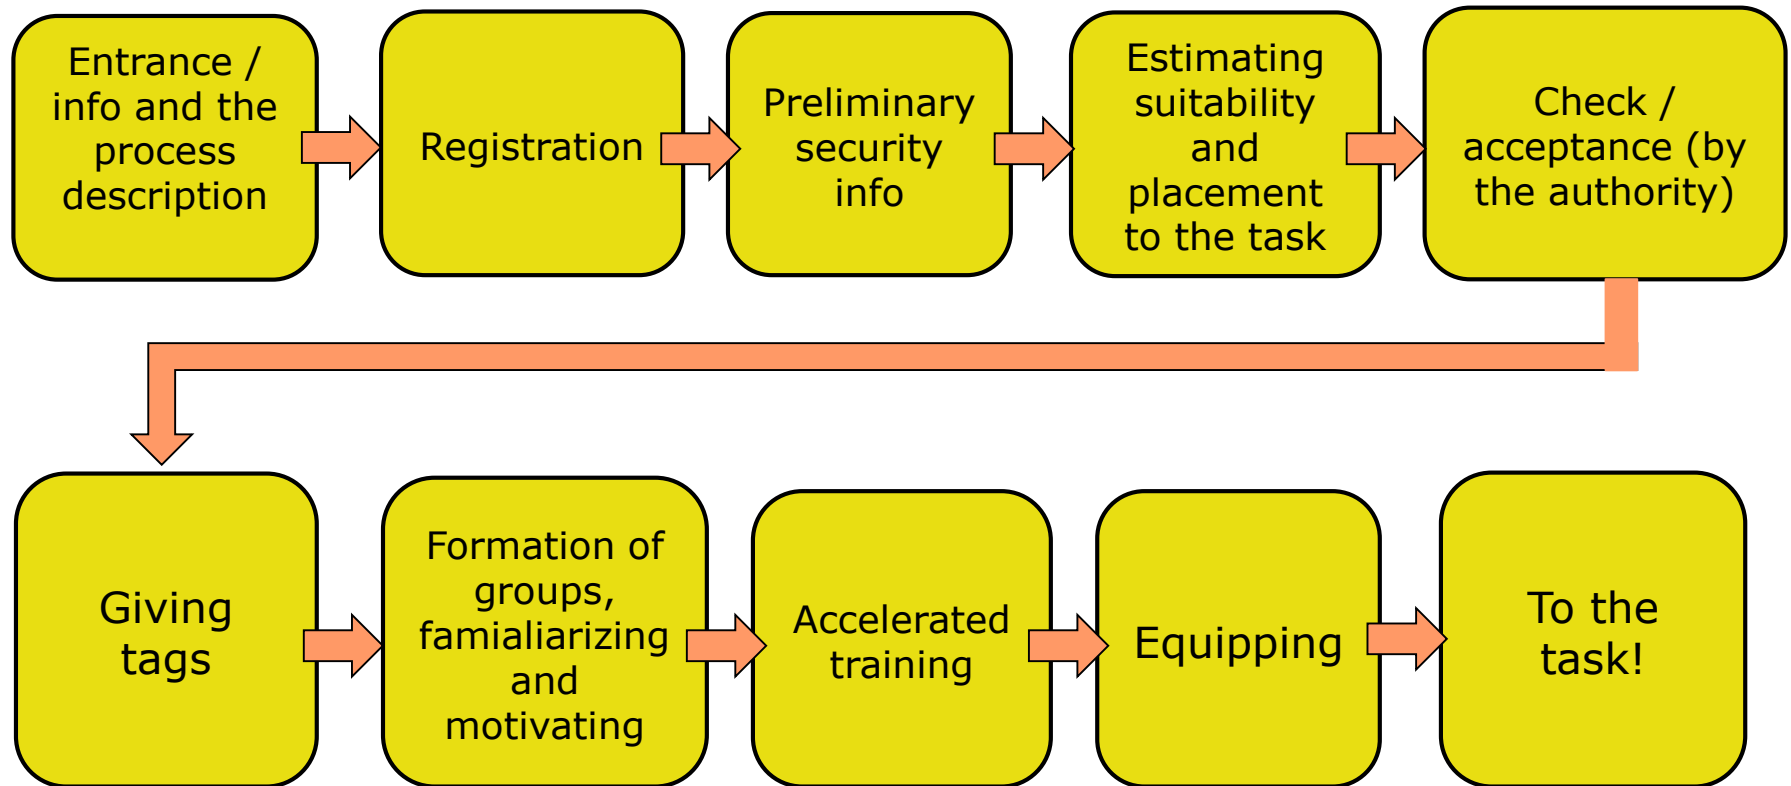 Entrance /
info and the
process
description
Registration
Preliminary
security
info
Estimating
suitability
and
placement
to the task
Check /
acceptance (by
the authority)
Giving
tags
Formation of
groups,
famialiarizing
and
motivating
Accelerated
training
Equipping
To the
task!